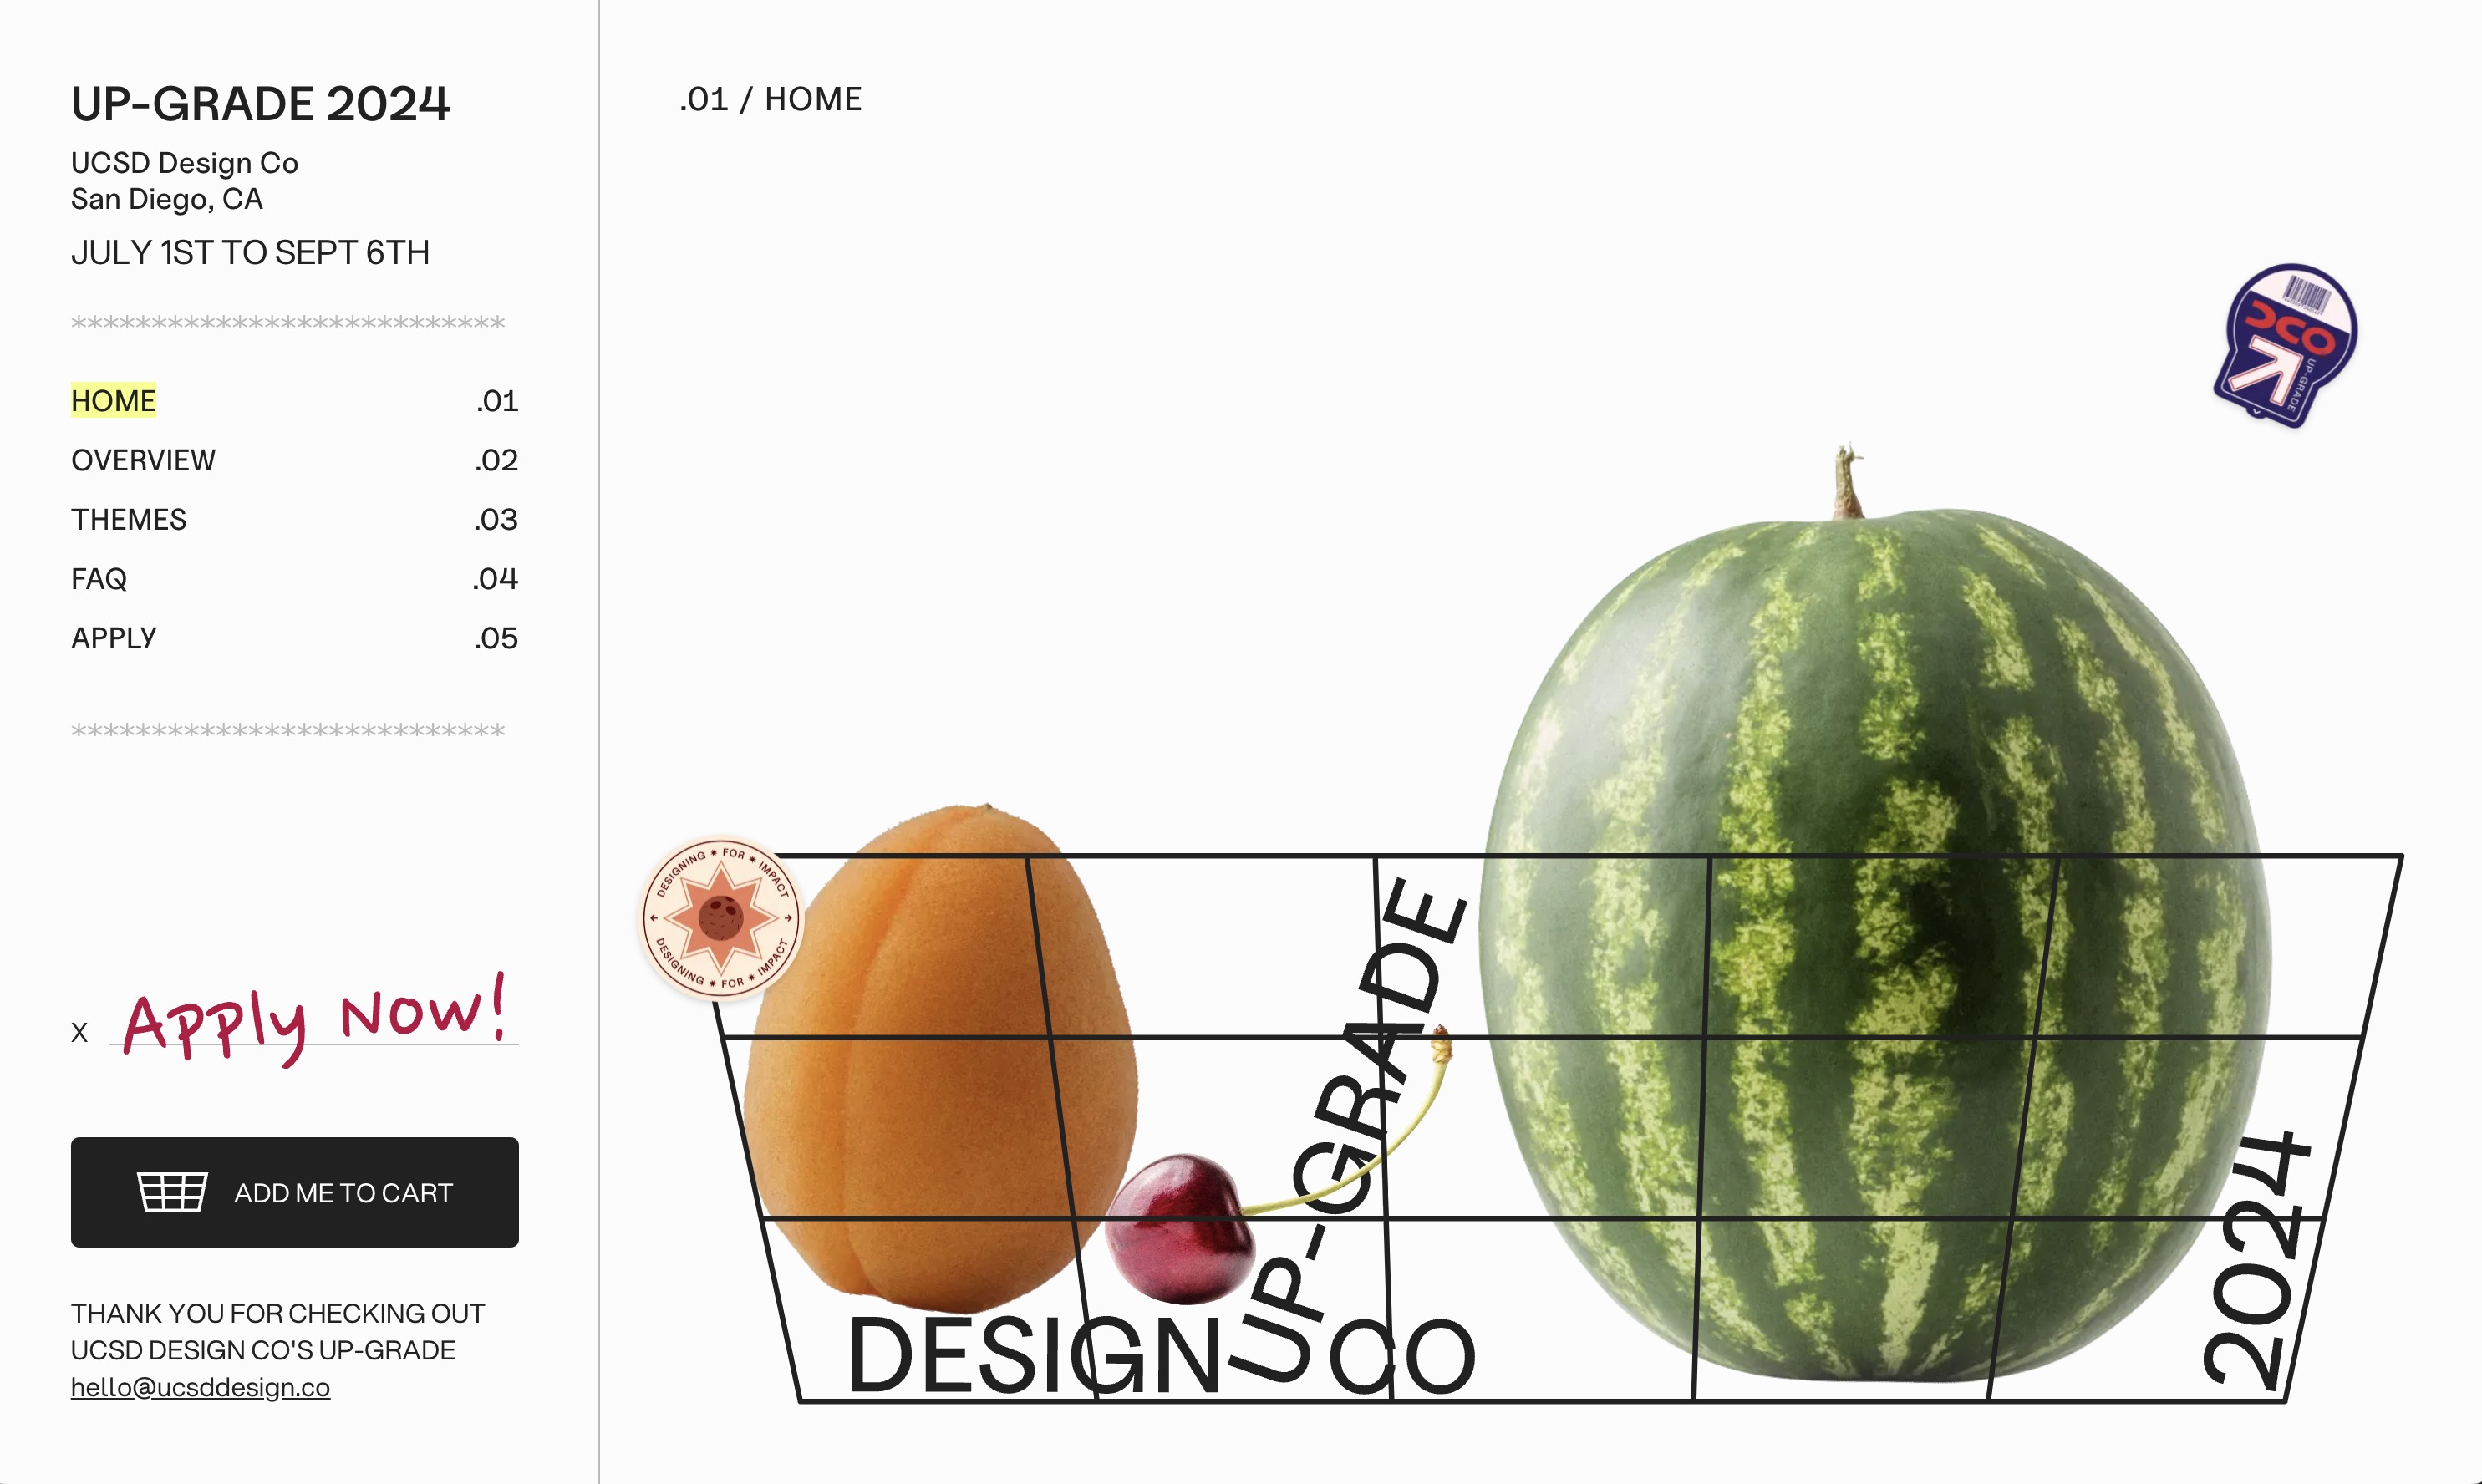 UP-GRADE 2024
UCSD Design Co
San Diego, CA
JULY 1ST TO SEPT 6TH
***************************
HOME .01
OVERVIEW .02
THEMES .03
FAQ .04
APPLY .05
***************************
X Apply Now!
ADD ME TO CART
THANK YOU FOR CHECKING OUT
UCSD DESIGN CO'S UP-GRADE
hello@ucsddesign.co
.01 / HOME
DCO
UP-GRADE
DESIGNING * FOR * IMPACT
DESIGNING * FOR * IMPACT
DESIGN CO
UP-GRADE
2024